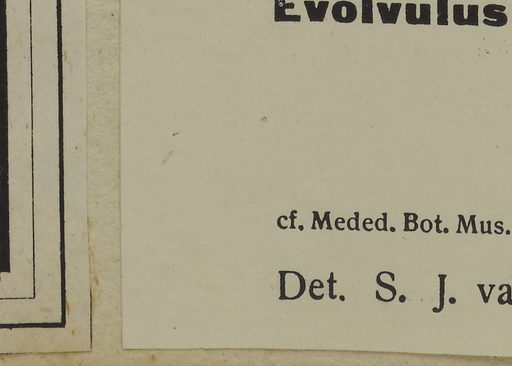 Evolvulus
cf. Meded. Bot. Mus.
Det. S. J. va